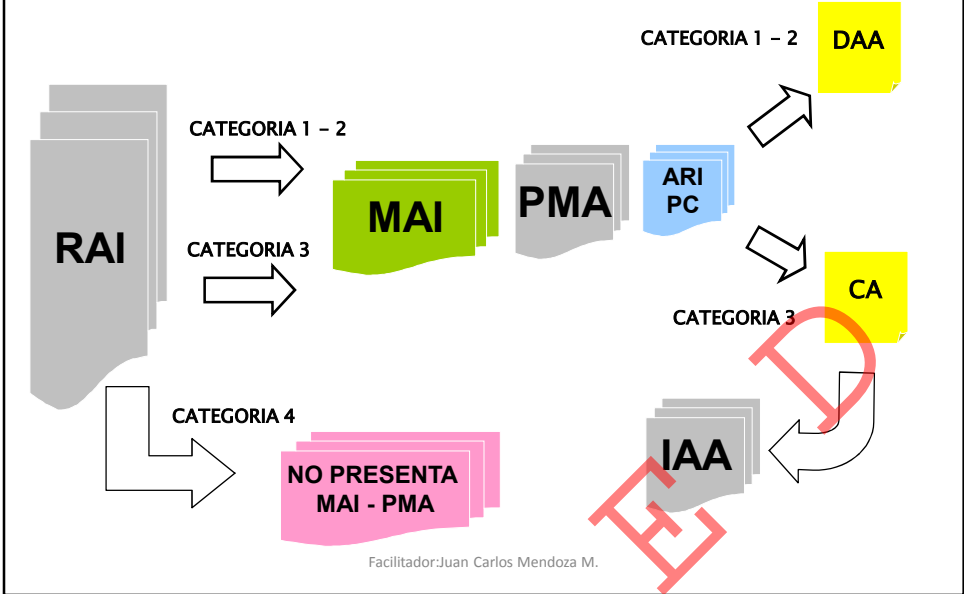 CATEGORIA 1 – 2
DAA
CATEGORIA 1 – 2
RAI
MAI
PMA
ARI
PC
CATEGORIA 3
CA
CATEGORIA 3
CATEGORIA 4
NO PRESENTA
MAI - PMA
IAA
E D
Facilitador:Juan Carlos Mendoza M.